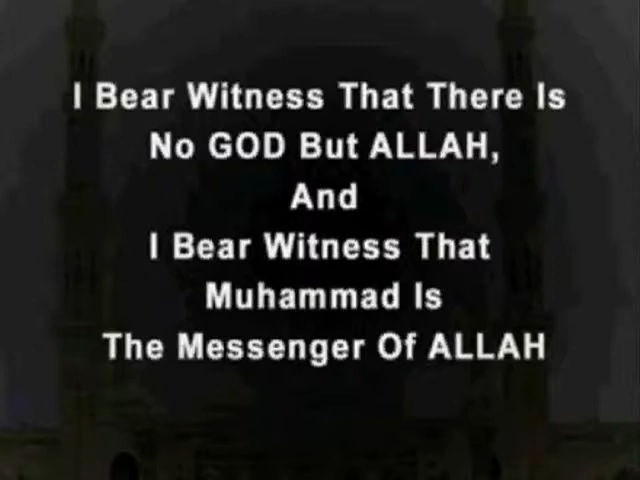 I Bear Witness That There Is
No GOD But ALLAH,
And
I Bear Witness That
Muhammad Is
The Messenger Of ALLAH